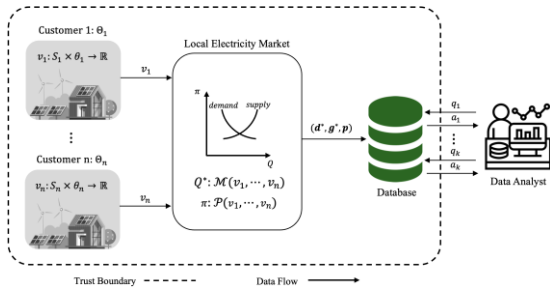 Customer 1: Θ₁
v₁: S₁ × θ₁ → ℝ
v₁
⋮
Customer n: Θₙ
vₙ: Sₙ × θₙ → ℝ
vₙ
Local Electricity Market
π
demand
supply
Q
Q*: ℳ(v₁, ⋯, vₙ)
π: 𝒫(v₁, ⋯, vₙ)
(d*, g*, p)
Database
q₁
a₁
⋮
qₖ
aₖ
Data Analyst
Trust Boundary
Data Flow